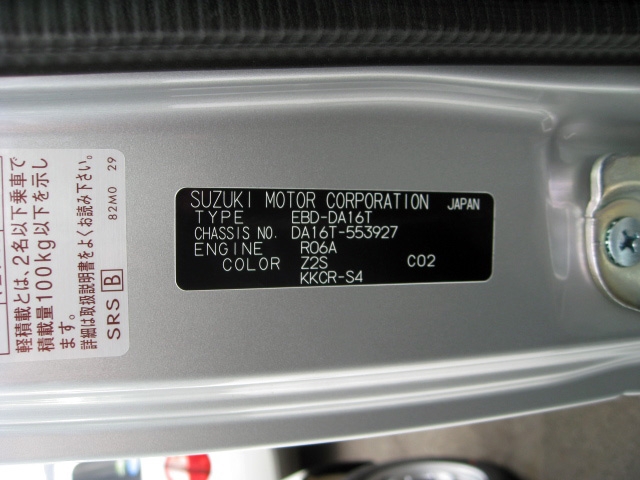 SUZUKI MOTOR CORPORATION JAPAN
TYPE EBD-DA16T
CHASSIS NO. DA16T-553927
ENGINE R06A
COLOR Z2S C02
KKCR-S4
軽積載とは、2名以下乗車で
積載量100kg以下を示し
ます。
詳細は取扱説明書をよくお読み下さい。
SRS B 82M0 29